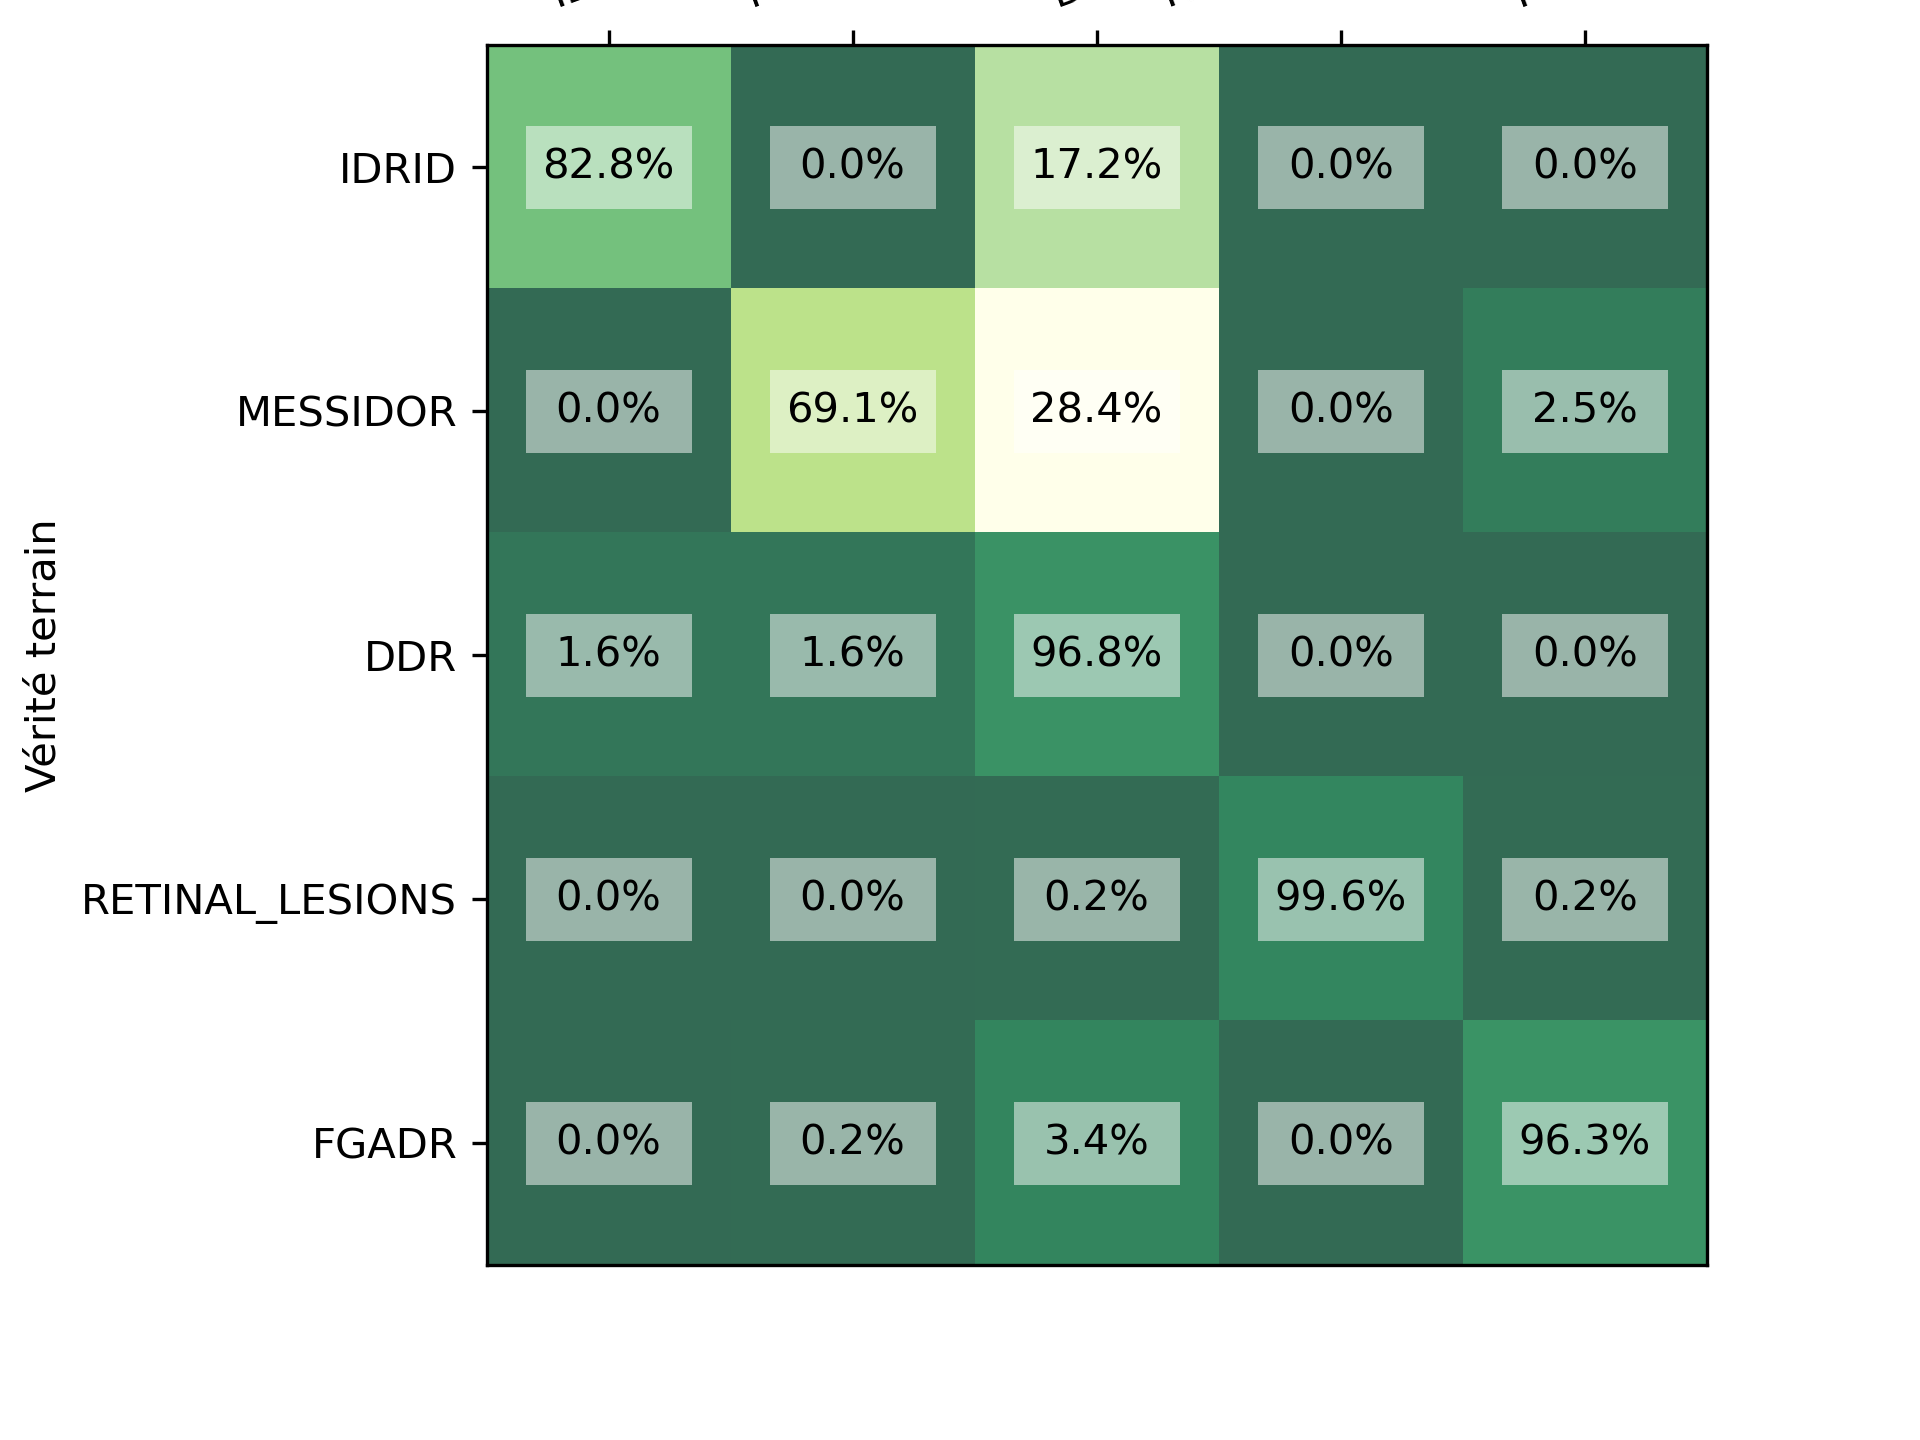 IDRID 82.8% 0.0% 17.2% 0.0% 0.0%
MESSIDOR 0.0% 69.1% 28.4% 0.0% 2.5%
DDR 1.6% 1.6% 96.8% 0.0% 0.0%
Vérité terrain
RETINAL_LESIONS 0.0% 0.0% 0.2% 99.6% 0.2%
FGADR 0.0% 0.2% 3.4% 0.0% 96.3%